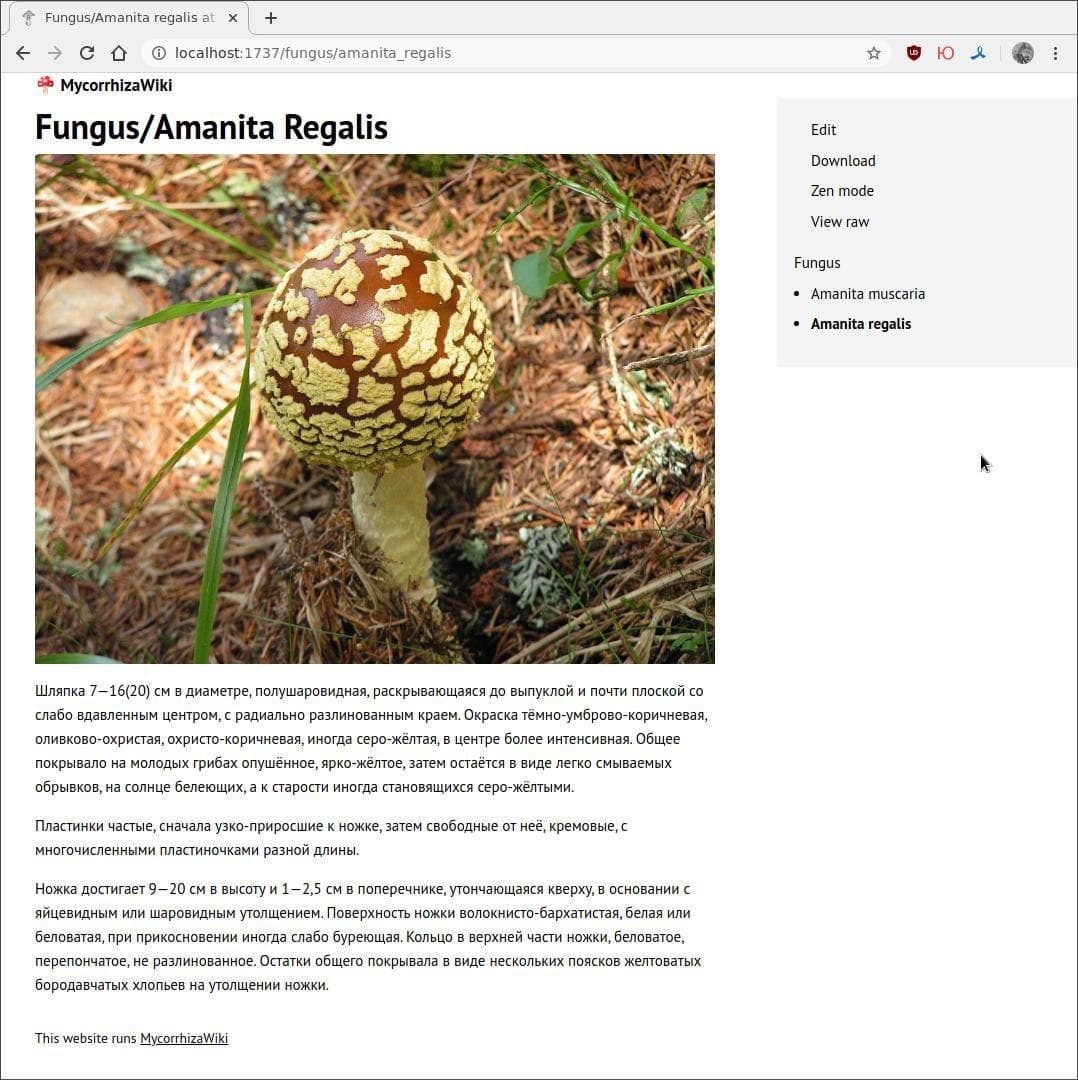 Fungus/Amanita regalis at
localhost:1737/fungus/amanita_regalis
Ю
MycorrhizaWiki
Fungus/Amanita Regalis
Edit
Download
Zen mode
View raw
Fungus
Amanita muscaria
Amanita regalis
Шляпка 7—16(20) см в диаметре, полушаровидная, раскрывающаяся до выпуклой и почти плоской со
слабо вдавленным центром, с радиально разлинованным краем. Окраска тёмно-умброво-коричневая,
оливково-охристая, охристо-коричневая, иногда серо-жёлтая, в центре более интенсивная. Общее
покрывало на молодых грибах опушённое, ярко-жёлтое, затем остаётся в виде легко смываемых
обрывков, на солнце белеющих, а к старости иногда становящихся серо-жёлтыми.
Пластинки частые, сначала узко-приросшие к ножке, затем свободные от неё, кремовые, с
многочисленными пластиночками разной длины.
Ножка достигает 9—20 см в высоту и 1—2,5 см в поперечнике, утончающаяся кверху, в основании с
яйцевидным или шаровидным утолщением. Поверхность ножки волокнисто-бархатистая, белая или
беловатая, при прикосновении иногда слабо буреющая. Кольцо в верхней части ножки, беловатое,
перепончатое, не разлинованное. Остатки общего покрывала в виде нескольких поясков желтоватых
бородавчатых хлопьев на утолщении ножки.
This website runs MycorrhizaWiki